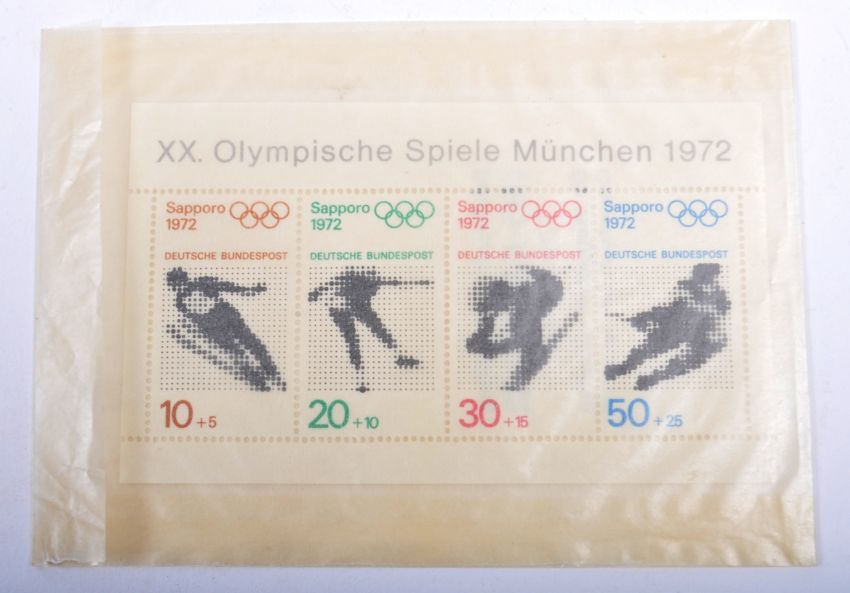 XX. Olympische Spiele München 1972
Sapporo
1972
DEUTSCHE BUNDESPOST
10 +5
Sapporo
1972
DEUTSCHE BUNDESPOST
20 +10
Sapporo
1972
DEUTSCHE BUNDESPOST
30 +15
Sapporo
1972
DEUTSCHE BUNDESPOST
50 +25